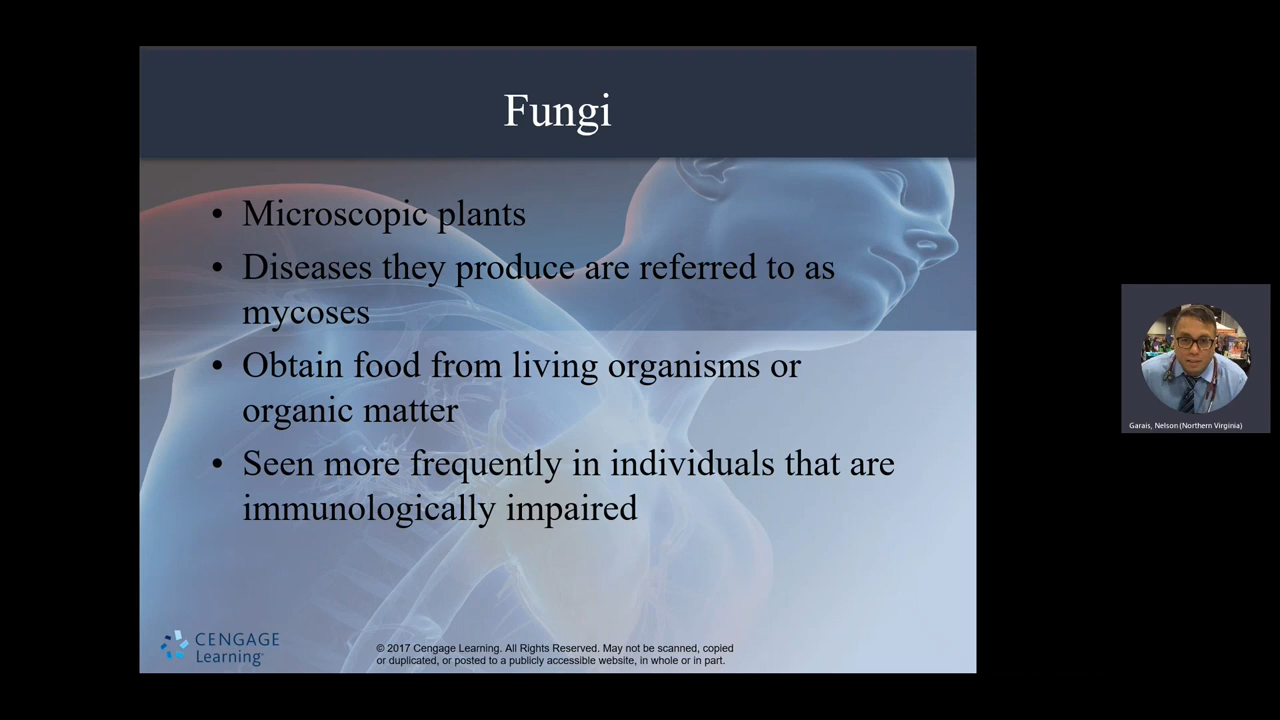 Fungi
• Microscopic plants
• Diseases they produce are referred to as
mycoses
• Obtain food from living organisms or
organic matter
• Seen more frequently in individuals that are
immunologically impaired
CENGAGE
Learning
© 2017 Cengage Learning. All Rights Reserved. May not be scanned, copied
or duplicated, or posted to a publicly accessible website, in whole or in part.
Garais, Nelson (Northern Virginia)